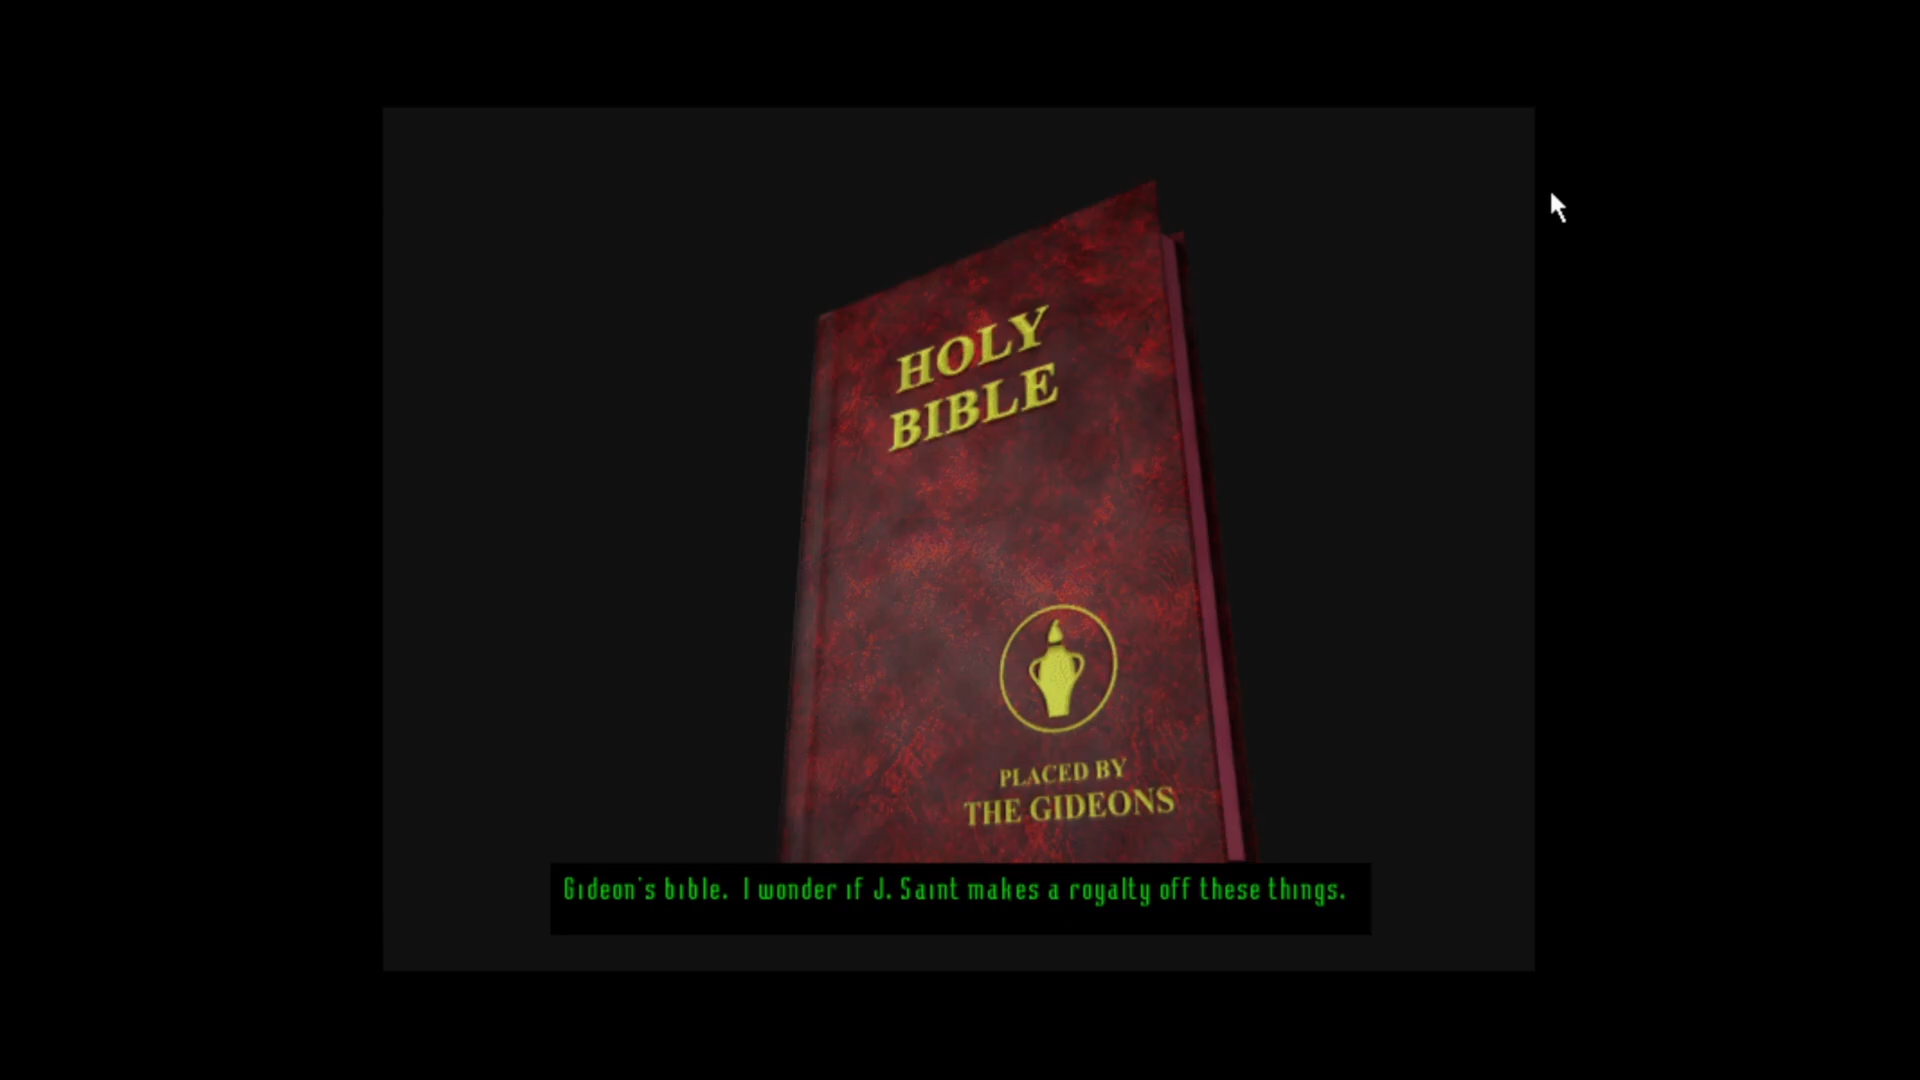 HOLY
BIBLE
PLACED BY
THE GIDEONS
Gideon's bible.  I wonder if J. Saint makes a royalty off these things.